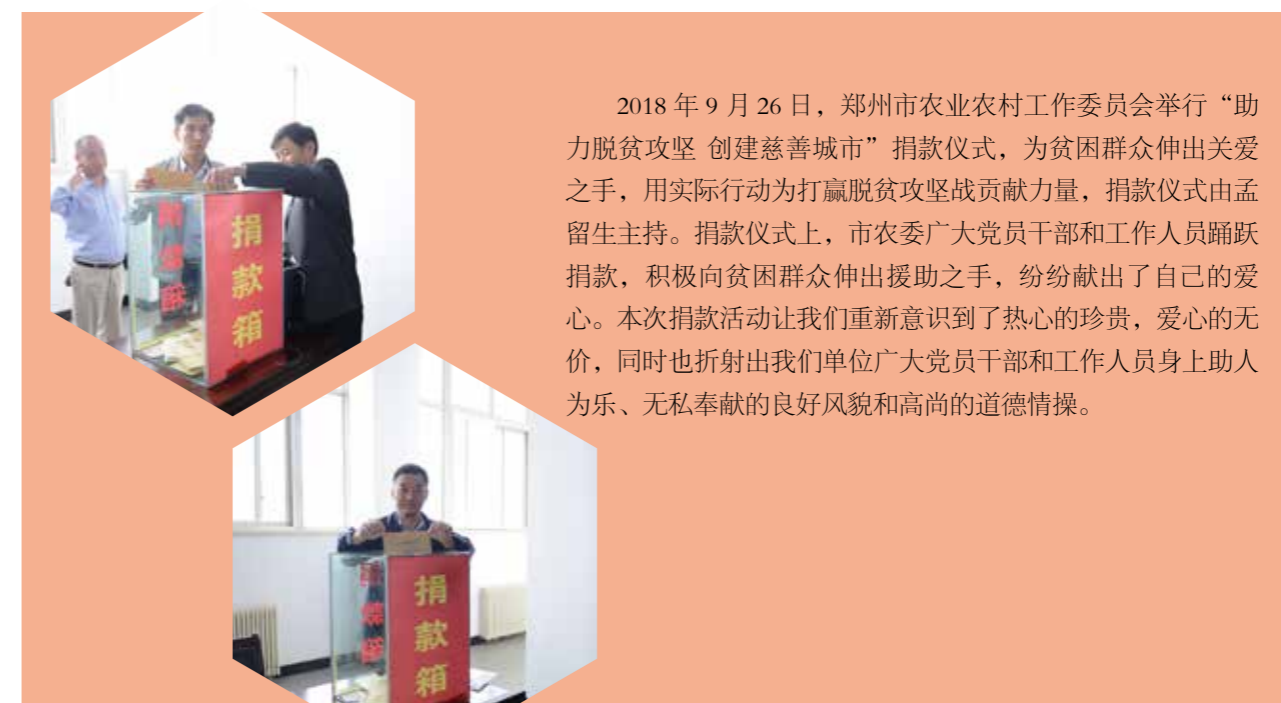 2018 年 9 月 26 日，郑州市农业农村工作委员会举行“助
力脱贫攻坚 创建慈善城市”捐款仪式，为贫困群众伸出关爱
之手，用实际行动为打赢脱贫攻坚战贡献力量，捐款仪式由孟
留生主持。捐款仪式上，市农委广大党员干部和工作人员踊跃
捐款，积极向贫困群众伸出援助之手，纷纷献出了自己的爱
心。本次捐款活动让我们重新意识到了热心的珍贵，爱心的无
价，同时也折射出我们单位广大党员干部和工作人员身上助人
为乐、无私奉献的良好风貌和高尚的道德情操。
捐款箱
捐款箱